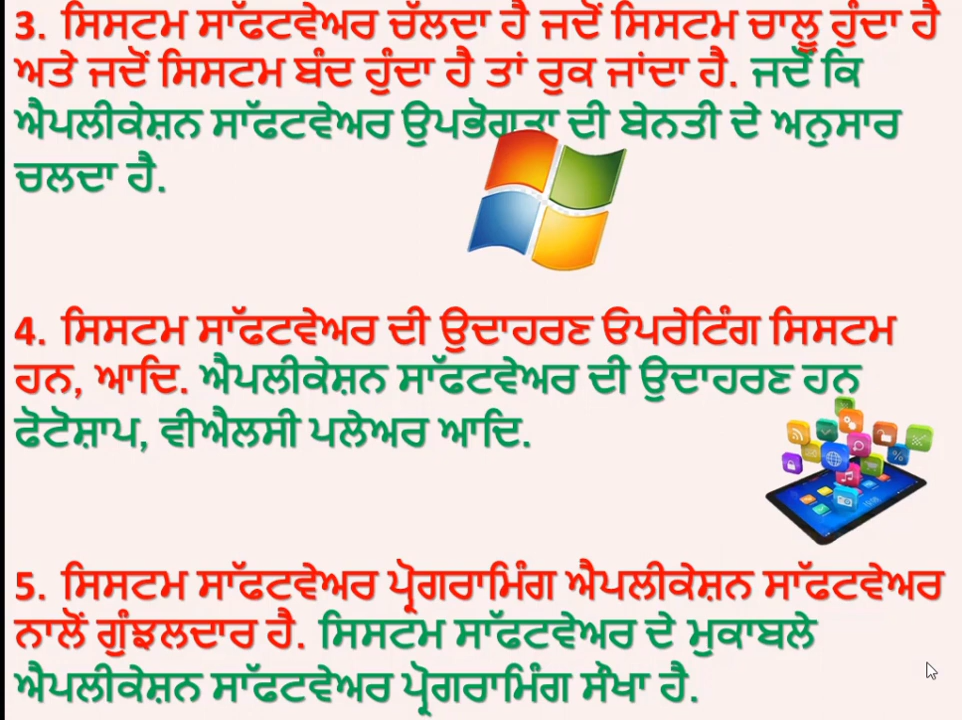 3. ਸਿਸਟਮ ਸਾੱਫਟਵੇਅਰ ਚੱਲਦਾ ਹੈ ਜਦੋਂ ਸਿਸਟਮ ਚਾਲੂ ਹੁੰਦਾ ਹੈ
ਅਤੇ ਜਦੋਂ ਸਿਸਟਮ ਬੰਦ ਹੁੰਦਾ ਹੈ ਤਾਂ ਰੁਕ ਜਾਂਦਾ ਹੈ. ਜਦੋਂ ਕਿ
ਐਪਲੀਕੇਸ਼ਨ ਸਾੱਫਟਵੇਅਰ ਉਪਭੋਗਤਾ ਦੀ ਬੇਨਤੀ ਦੇ ਅਨੁਸਾਰ
ਚਲਦਾ ਹੈ.
4. ਸਿਸਟਮ ਸਾੱਫਟਵੇਅਰ ਦੀ ਉਦਾਹਰਣ ਓਪਰੇਟਿੰਗ ਸਿਸਟਮ
ਹਨ, ਆਦਿ. ਐਪਲੀਕੇਸ਼ਨ ਸਾੱਫਟਵੇਅਰ ਦੀ ਉਦਾਹਰਣ ਹਨ
ਫੋਟੋਸ਼ਾਪ, ਵੀਐਲਸੀ ਪਲੇਅਰ ਆਦਿ.
5. ਸਿਸਟਮ ਸਾੱਫਟਵੇਅਰ ਪ੍ਰੋਗਰਾਮਿੰਗ ਐਪਲੀਕੇਸ਼ਨ ਸਾੱਫਟਵੇਅਰ
ਨਾਲੋਂ ਗੁੰਝਲਦਾਰ ਹੈ. ਸਿਸਟਮ ਸਾੱਫਟਵੇਅਰ ਦੇ ਮੁਕਾਬਲੇ
ਐਪਲੀਕੇਸ਼ਨ ਸਾੱਫਟਵੇਅਰ ਪ੍ਰੋਗਰਾਮਿੰਗ ਸੌਖਾ ਹੈ.